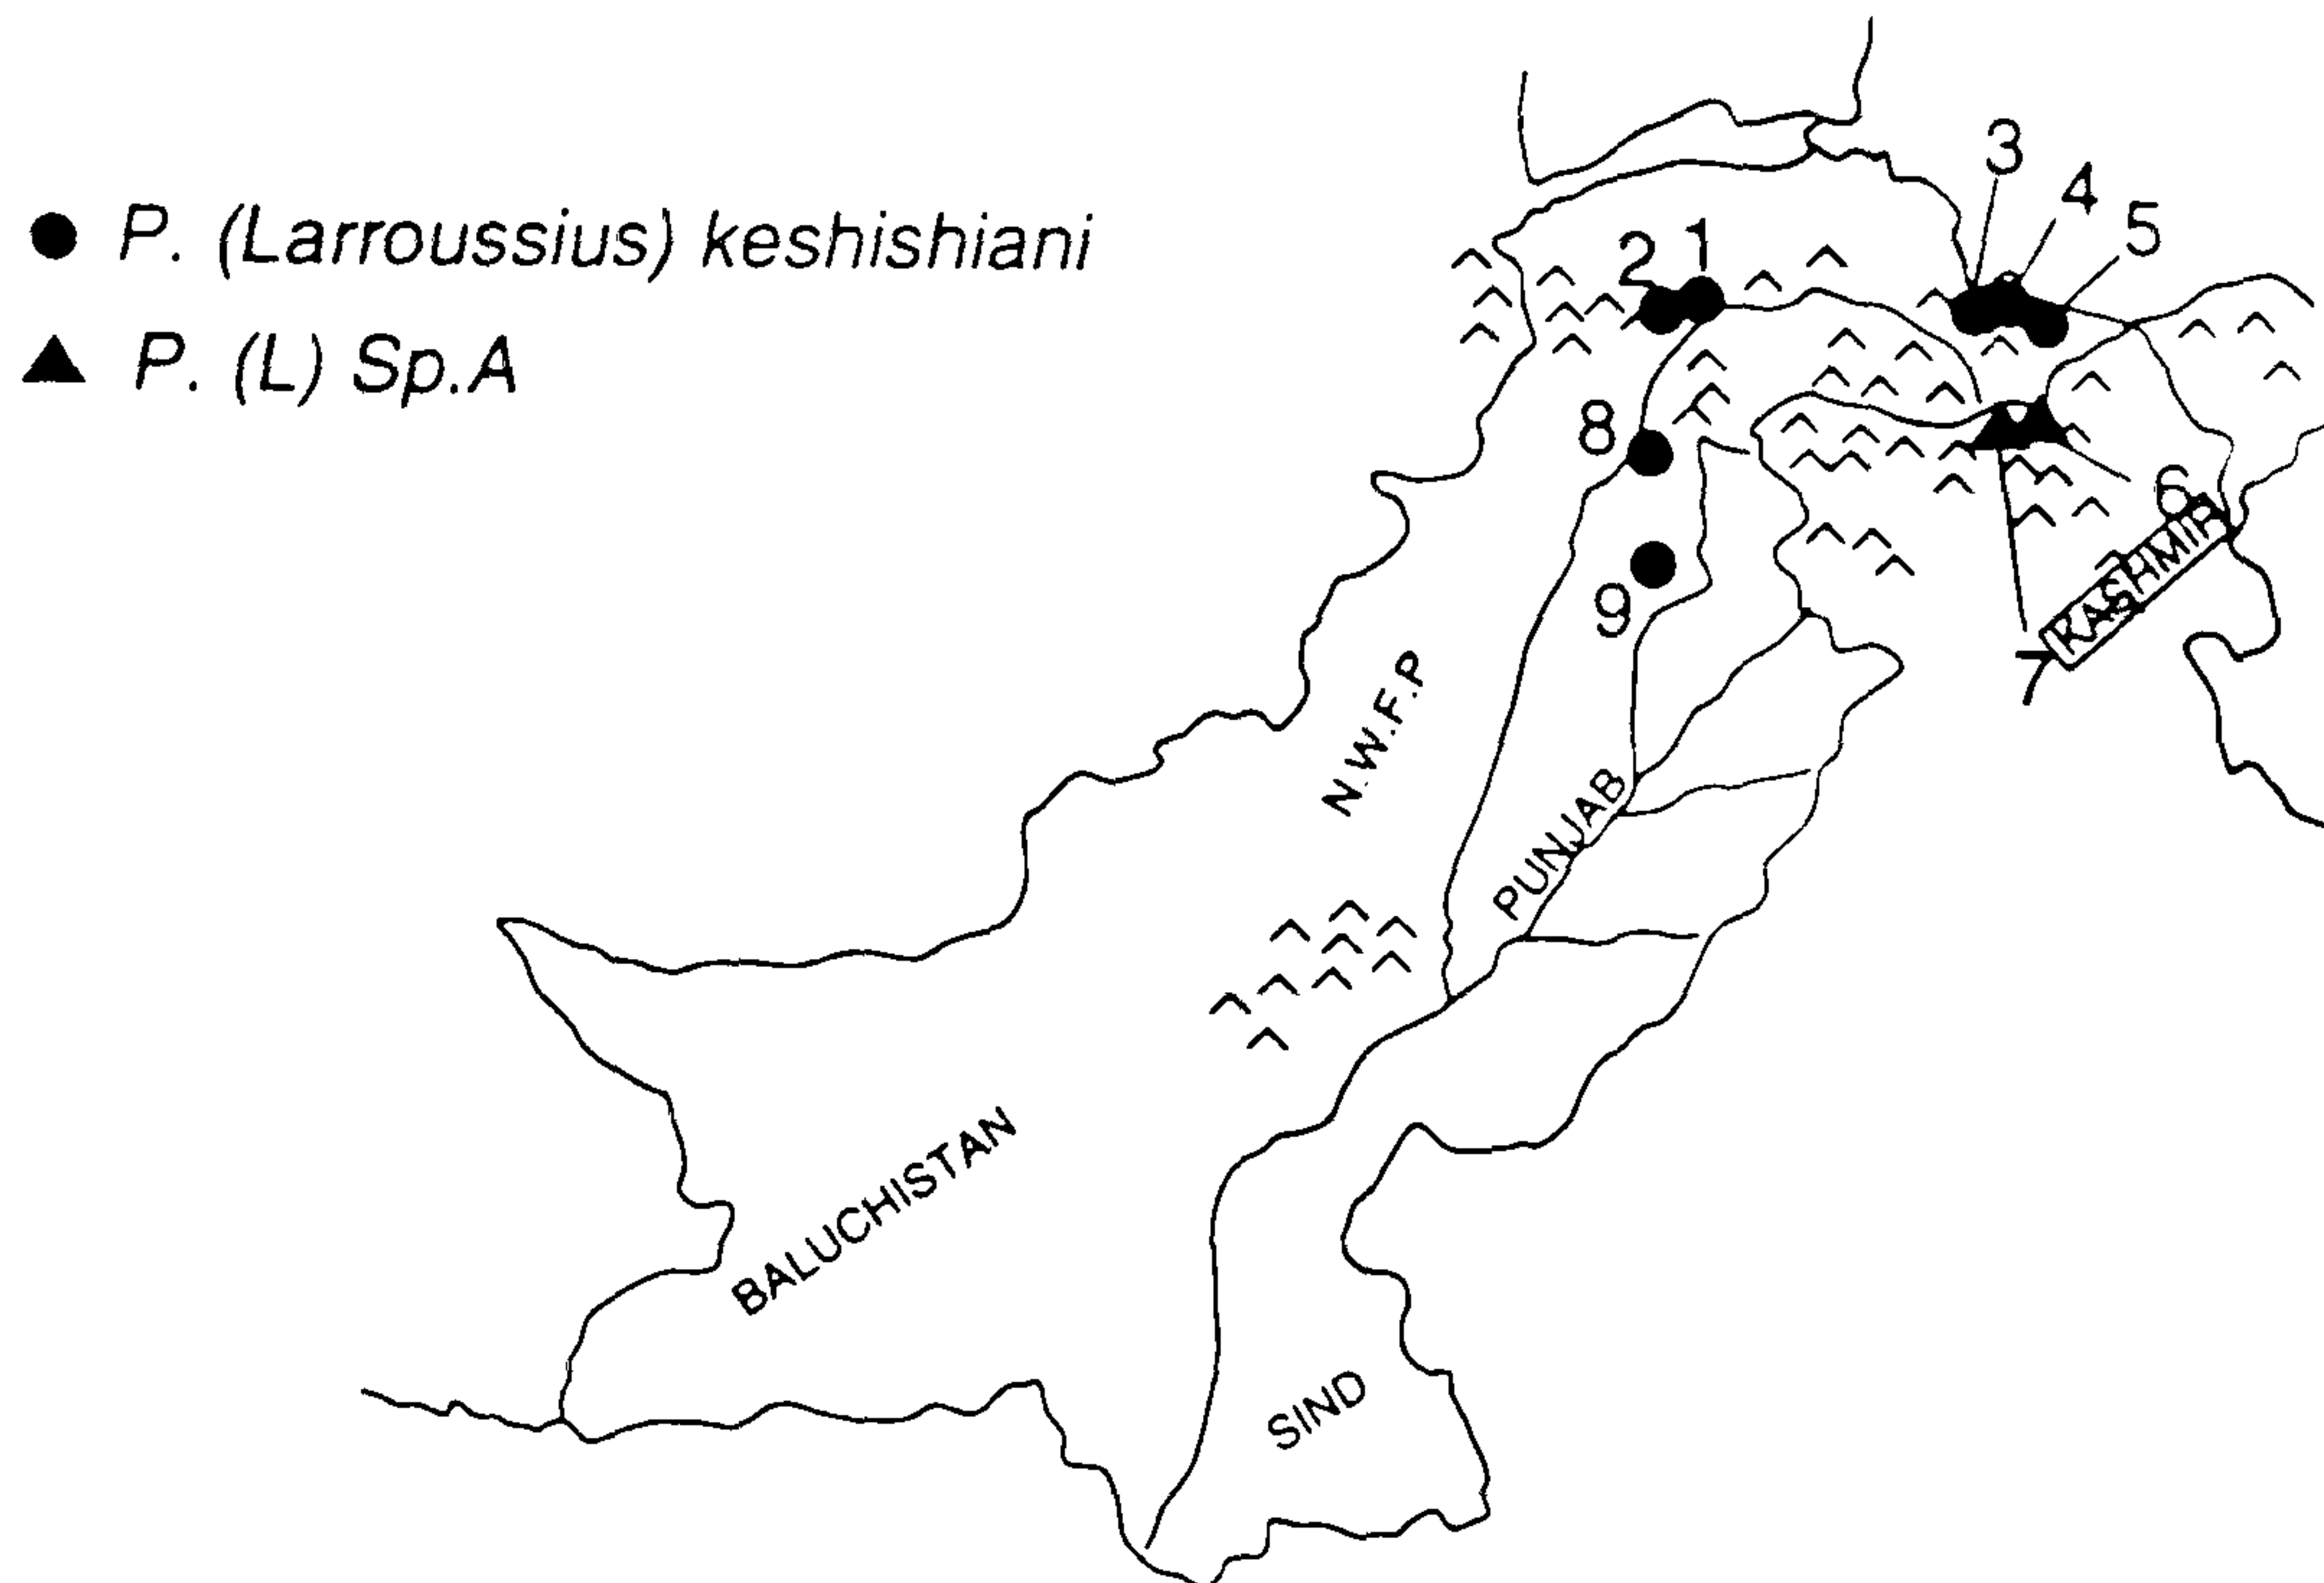 P. (Larroussius) keshishiani
P. (L) Sp.A
3
4
5
2 1
8
6
KASHMIR
9
7
N.W.F.P
PUNJAB
BALUCHISTAN
SIND